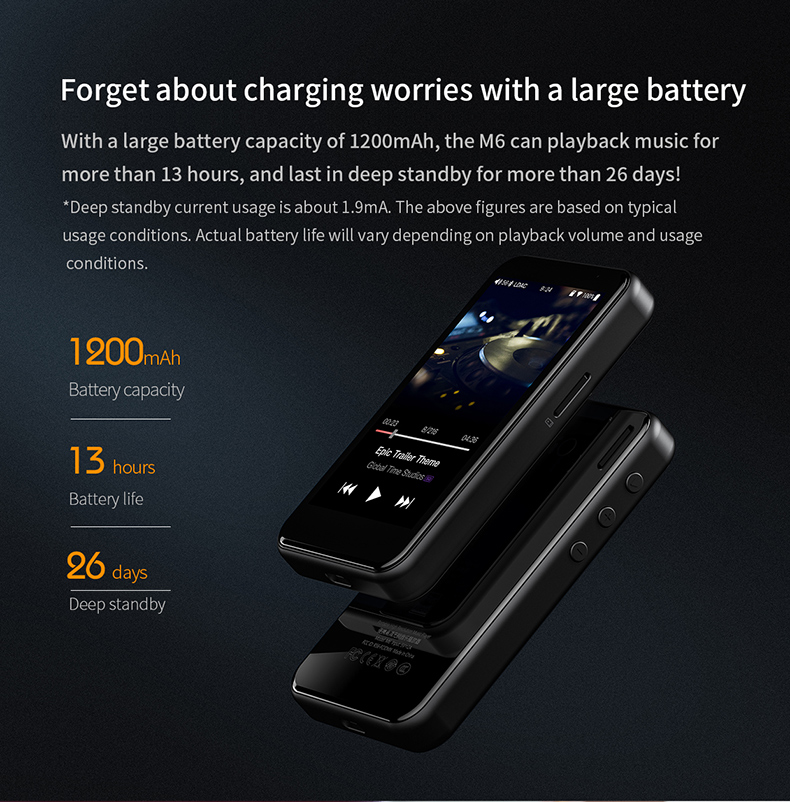 Forget about charging worries with a large battery
With a large battery capacity of 1200mAh, the M6 can playback music for
more than 13 hours, and last in deep standby for more than 26 days!
*Deep standby current usage is about 1.9mA. The above figures are based on typical
usage conditions. Actual battery life will vary depending on playback volume and usage
conditions.
1200mAh
Battery capacity
13 hours
Battery life
26 days
Deep standby
LDAC 9:24 100%
00:23 8/216 04:36
Epic Trailer Theme
Global Time Studios